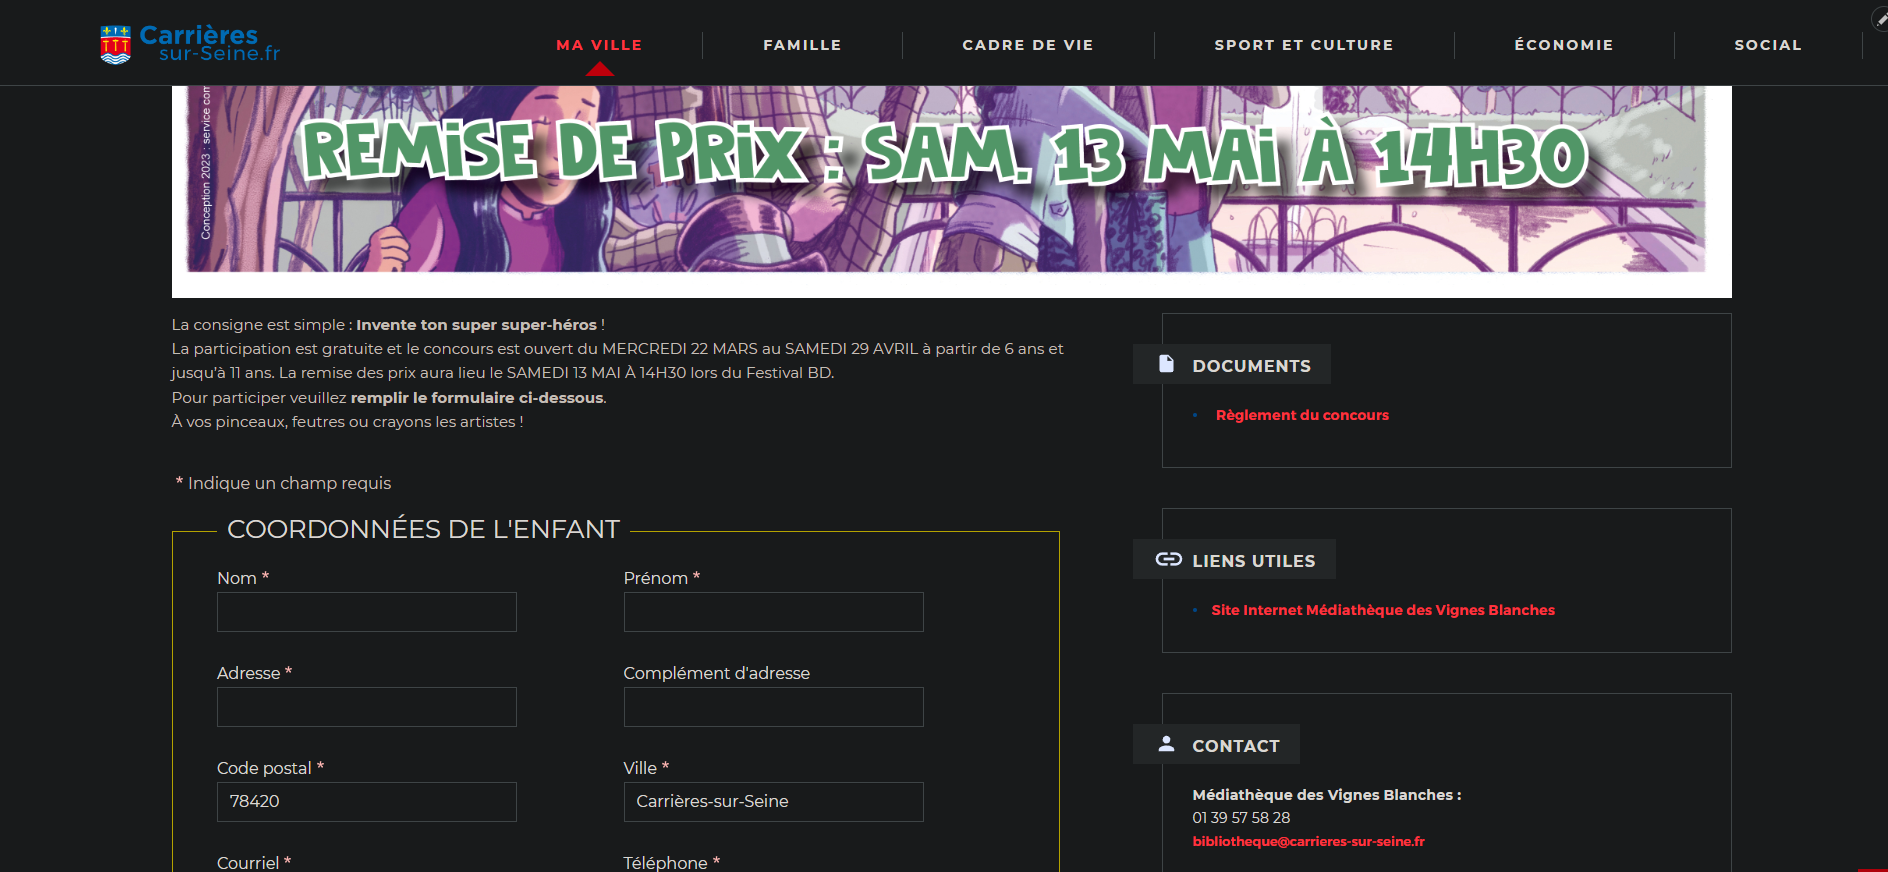 Carrières
sur-Seine.fr
MA VILLE
FAMILLE
CADRE DE VIE
SPORT ET CULTURE
ÉCONOMIE
SOCIAL
Conception 2023 : service com
REMISE DE PRIX : SAM. 13 MAI À 14H30
La consigne est simple : Invente ton super super-héros !
La participation est gratuite et le concours est ouvert du MERCREDI 22 MARS au SAMEDI 29 AVRIL à partir de 6 ans et
jusqu'à 11 ans. La remise des prix aura lieu le SAMEDI 13 MAI À 14H30 lors du Festival BD.
Pour participer veuillez remplir le formulaire ci-dessous.
À vos pinceaux, feutres ou crayons les artistes !
* Indique un champ requis
COORDONNÉES DE L'ENFANT
Nom *
Prénom *
Adresse *
Complément d'adresse
Code postal *
Ville *
78420
Carrières-sur-Seine
Courriel *
Téléphone *
DOCUMENTS
• Règlement du concours
LIENS UTILES
• Site Internet Médiathèque des Vignes Blanches
CONTACT
Médiathèque des Vignes Blanches :
01 39 57 58 28
bibliotheque@carrieres-sur-seine.fr